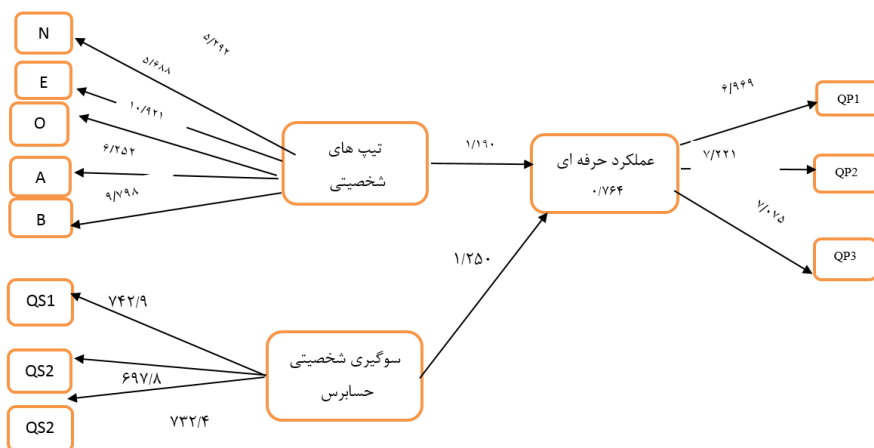 N
۵/۲۹۲
۵/۶۸۸
E
۱۰/۹۲۱
O
۶/۲۵۲
A
۹/۷۹۸
B
تیپ های
شخصیتی
۱/۱۹۰
عملکرد حرفه ای
۰/۷۶۴
۶/۹۶۹
QP1
۷/۲۲۱
QP2
۷/۰۷۵
QP3
۱/۲۵۰
QS1
۷۴۲/۹
QS2
۶۹۷/۸
QS2
۷۳۲/۴
سوگیری شخصیتی
حسابرس